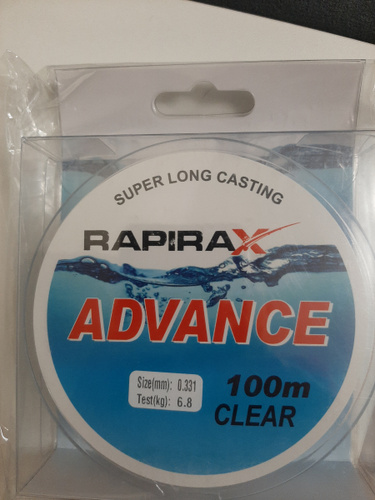 SUPER LONG CASTING
RAPIRAX
ADVANCE
Size(mm): 0.331
Test(kg): 6.8
100m
CLEAR